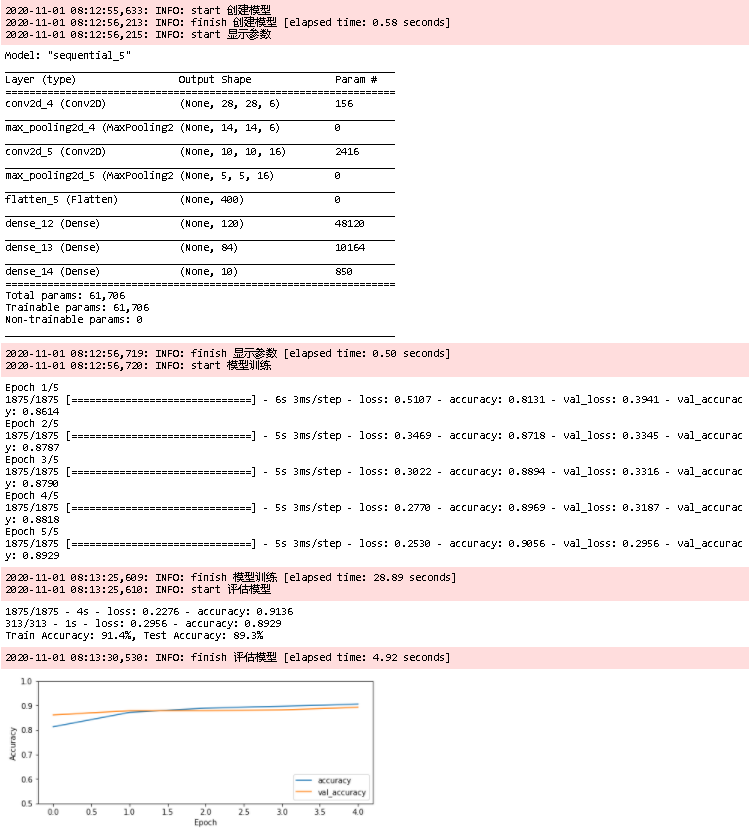 2020-11-01 08:12:55,633: INFO: start 创建模型
2020-11-01 08:12:56,213: INFO: finish 创建模型 [elapsed time: 0.58 seconds]
2020-11-01 08:12:56,215: INFO: start 显示参数
Model: "sequential_5"
Layer (type) Output Shape Param #
=================================================================
conv2d_4 (Conv2D) (None, 28, 28, 6) 156
max_pooling2d_4 (MaxPooling2 (None, 14, 14, 6) 0
conv2d_5 (Conv2D) (None, 10, 10, 16) 2416
max_pooling2d_5 (MaxPooling2 (None, 5, 5, 16) 0
flatten_5 (Flatten) (None, 400) 0
dense_12 (Dense) (None, 120) 48120
dense_13 (Dense) (None, 84) 10164
dense_14 (Dense) (None, 10) 850
=================================================================
Total params: 61,706
Trainable params: 61,706
Non-trainable params: 0
2020-11-01 08:12:56,719: INFO: finish 显示参数 [elapsed time: 0.50 seconds]
2020-11-01 08:12:56,720: INFO: start 模型训练
Epoch 1/5
1875/1875 [==============================] - 6s 3ms/step - loss: 0.5107 - accuracy: 0.8131 - val_loss: 0.3941 - val_accurac
y: 0.8614
Epoch 2/5
1875/1875 [==============================] - 5s 3ms/step - loss: 0.3469 - accuracy: 0.8718 - val_loss: 0.3345 - val_accurac
y: 0.8787
Epoch 3/5
1875/1875 [==============================] - 5s 3ms/step - loss: 0.3022 - accuracy: 0.8894 - val_loss: 0.3316 - val_accurac
y: 0.8790
Epoch 4/5
1875/1875 [==============================] - 5s 3ms/step - loss: 0.2770 - accuracy: 0.8969 - val_loss: 0.3187 - val_accurac
y: 0.8818
Epoch 5/5
1875/1875 [==============================] - 5s 3ms/step - loss: 0.2530 - accuracy: 0.9056 - val_loss: 0.2956 - val_accurac
y: 0.8929
2020-11-01 08:13:25,609: INFO: finish 模型训练 [elapsed time: 28.89 seconds]
2020-11-01 08:13:25,610: INFO: start 评估模型
1875/1875 - 4s - loss: 0.2276 - accuracy: 0.9136
313/313 - 1s - loss: 0.2956 - accuracy: 0.8929
Train Accuracy: 91.4%, Test Accuracy: 89.3%
2020-11-01 08:13:30,530: INFO: finish 评估模型 [elapsed time: 4.92 seconds]
1.0
0.9
0.8
0.7
0.6
0.5
Accuracy
accuracy
val_accuracy
0.0 0.5 1.0 1.5 2.0 2.5 3.0 3.5 4.0
Epoch